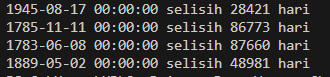 1945-08-17 00:00:00 selisih 28421 hari
1785-11-11 00:00:00 selisih 86773 hari
1783-06-08 00:00:00 selisih 87660 hari
1889-05-02 00:00:00 selisih 48981 hari